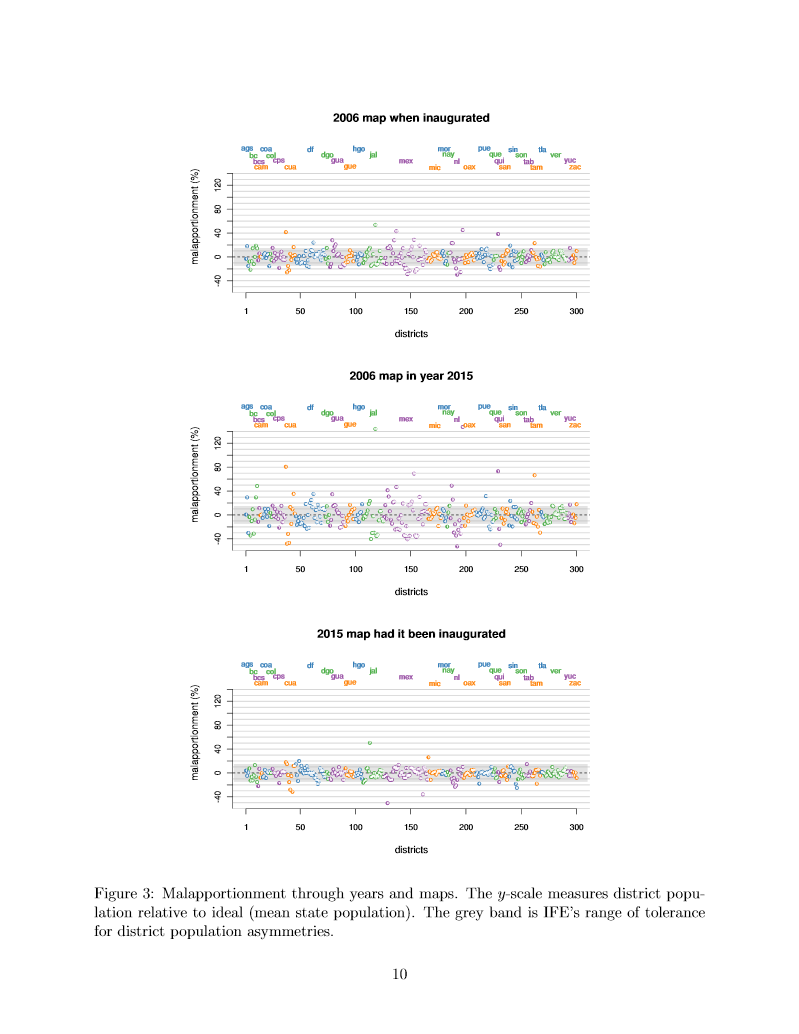 2006 map when inaugurated
ags coa df hgo mor pue sin tla
bc col dgo jal nay que son ver
bcs cps gua mex nl qui tab yuc
cam cua gue mic oax san tam zac
malapportionment (%)
120
80
40
0
-40
1 50 100 150 200 250 300
districts
2006 map in year 2015
ags coa df hgo mor pue sin tla
bc col dgo jal nay que son ver
bcs cps gua mex nl qui tab yuc
cam cua gue mic oax san tam zac
malapportionment (%)
120
80
40
0
-40
1 50 100 150 200 250 300
districts
2015 map had it been inaugurated
ags coa df hgo mor pue sin tla
bc col dgo jal nay que son ver
bcs cps gua mex nl qui tab yuc
cam cua gue mic oax san tam zac
malapportionment (%)
120
80
40
0
-40
1 50 100 150 200 250 300
districts
Figure 3: Malapportionment through years and maps. The y-scale measures district popu-
lation relative to ideal (mean state population). The grey band is IFE's range of tolerance
for district population asymmetries.
10